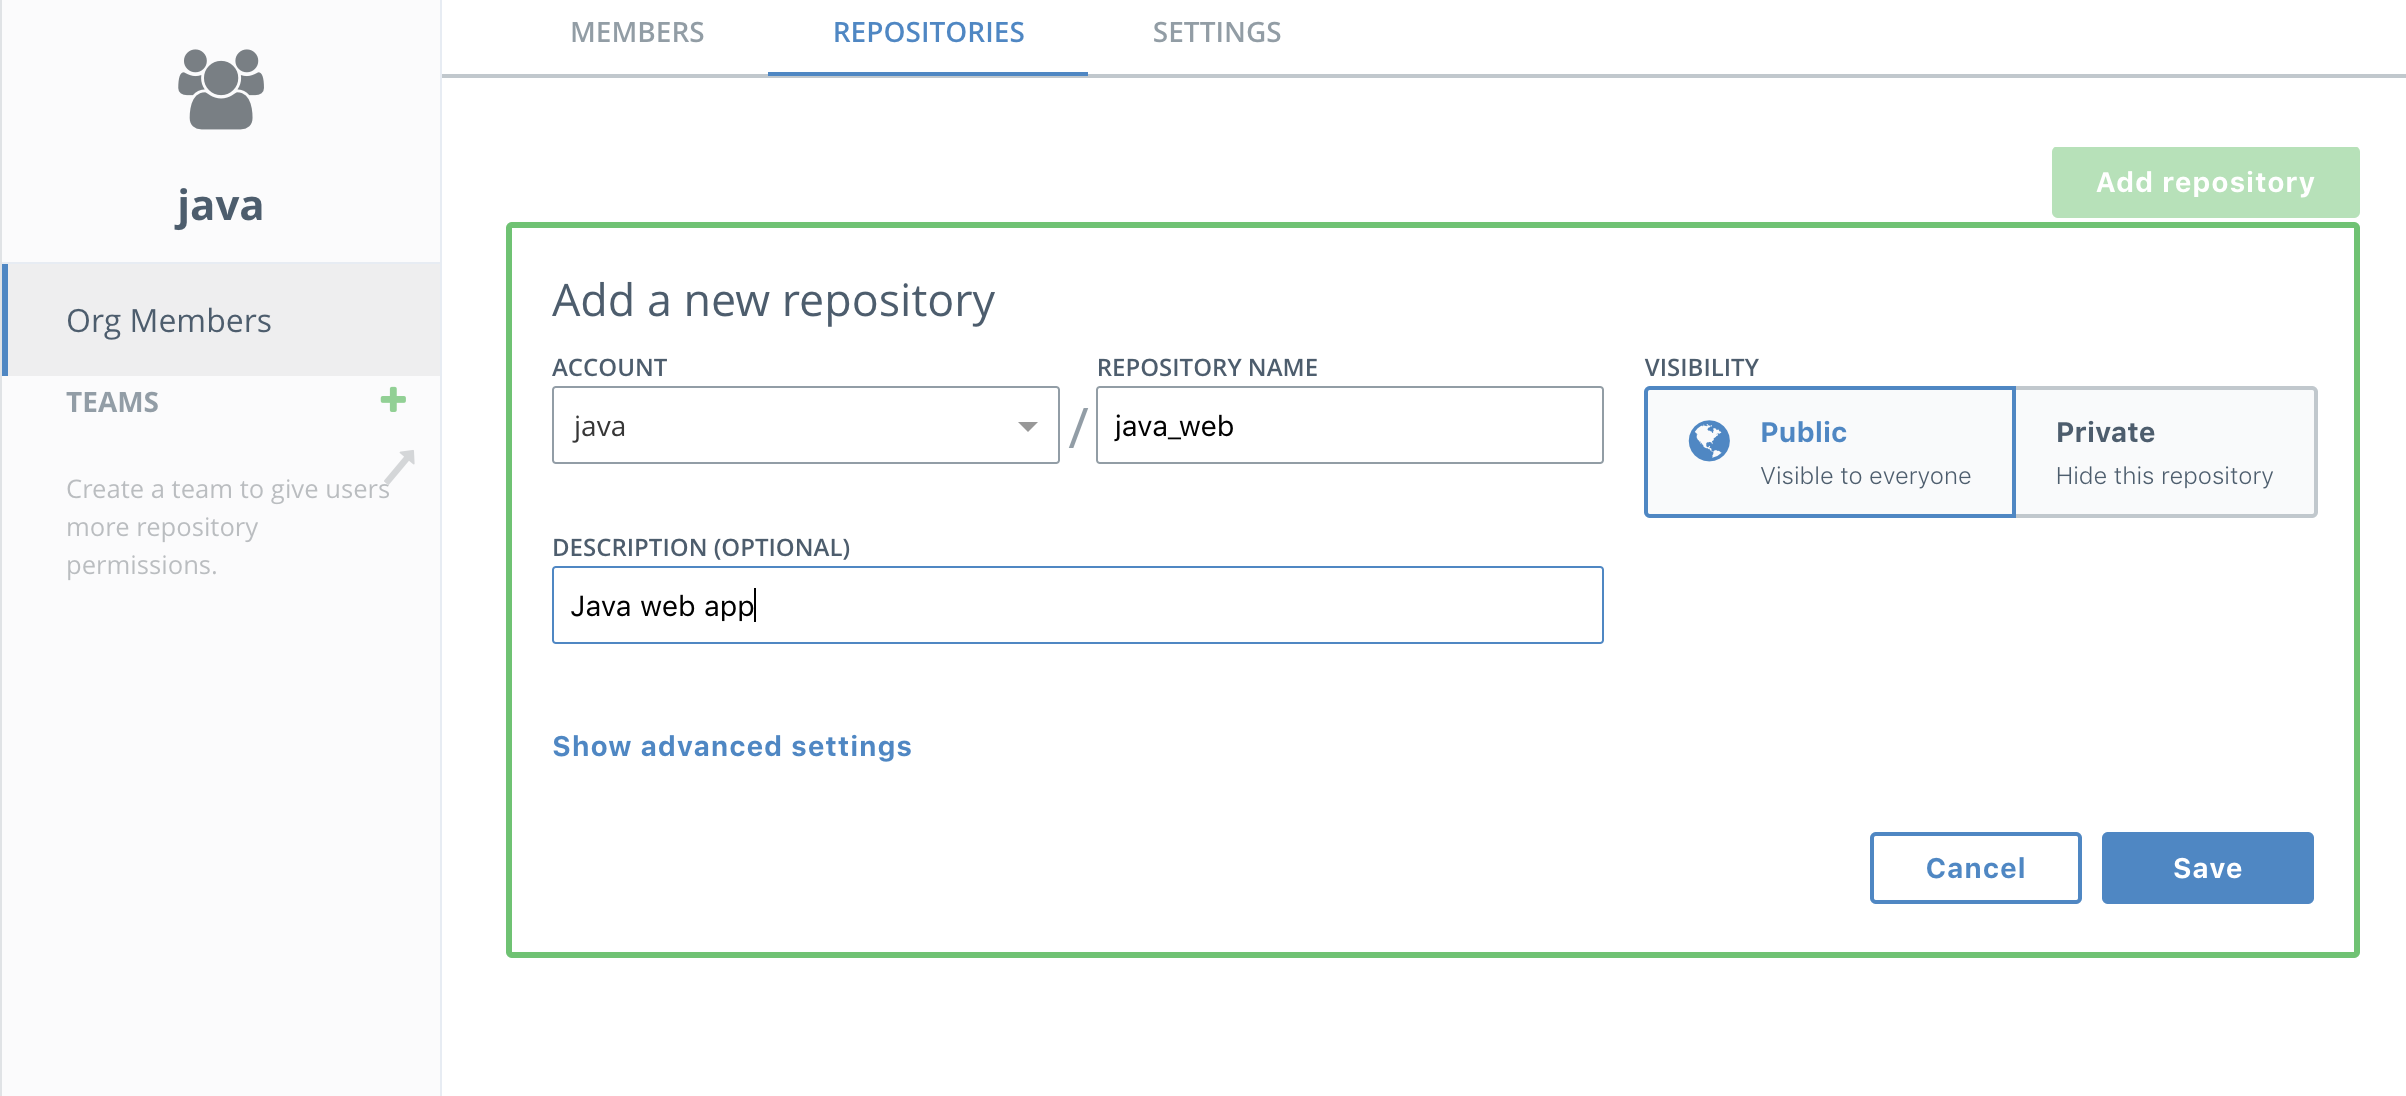 MEMBERS
REPOSITORIES
SETTINGS
java
Org Members
TEAMS
Create a team to give users
more repository
permissions.
Add repository
Add a new repository
ACCOUNT
java
/
REPOSITORY NAME
java_web
VISIBILITY
Public
Visible to everyone
Private
Hide this repository
DESCRIPTION (OPTIONAL)
Java web app
Show advanced settings
Cancel
Save